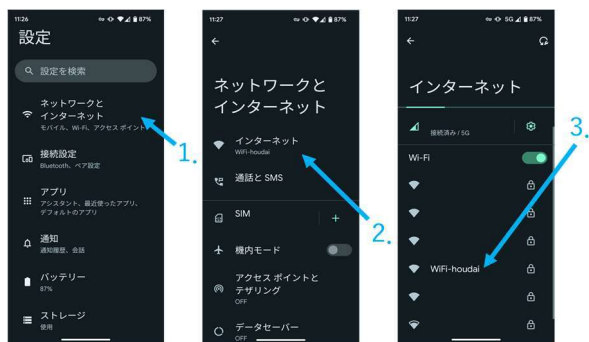 11:26
87%
設定
設定を検索
ネットワークと
インターネット
モバイル、Wi-Fi、アクセス ポイント
接続設定
Bluetooth、ペア設定
アプリ
アシスタント、最近使ったアプリ、
デフォルトのアプリ
通知
通知履歴、会話
バッテリー
87%
ストレージ
使用
1.
11:27
87%
ネットワークと
インターネット
インターネット
WiFi-houdai
通話と SMS
SIM
+
機内モード
アクセス ポイントと
テザリング
OFF
データセーバー
OFF
2.
11:27
5G
87%
インターネット
接続済み / 5G
Wi-Fi
WiFi-houdai
3.